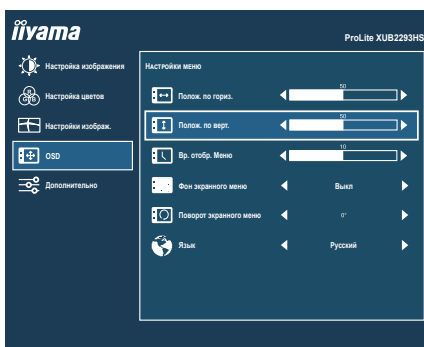 iiyama
ProLite XUB2293HS
Настройка изображения
Настройка цветов
Настройки изображ.
OSD
Дополнительно
Настройки меню
Полож. по гориз.
50
Полож. по верт.
50
Вр. отобр. Меню
10
Фон экранного меню
Выкл
Поворот экранного меню
0°
Язык
Русский